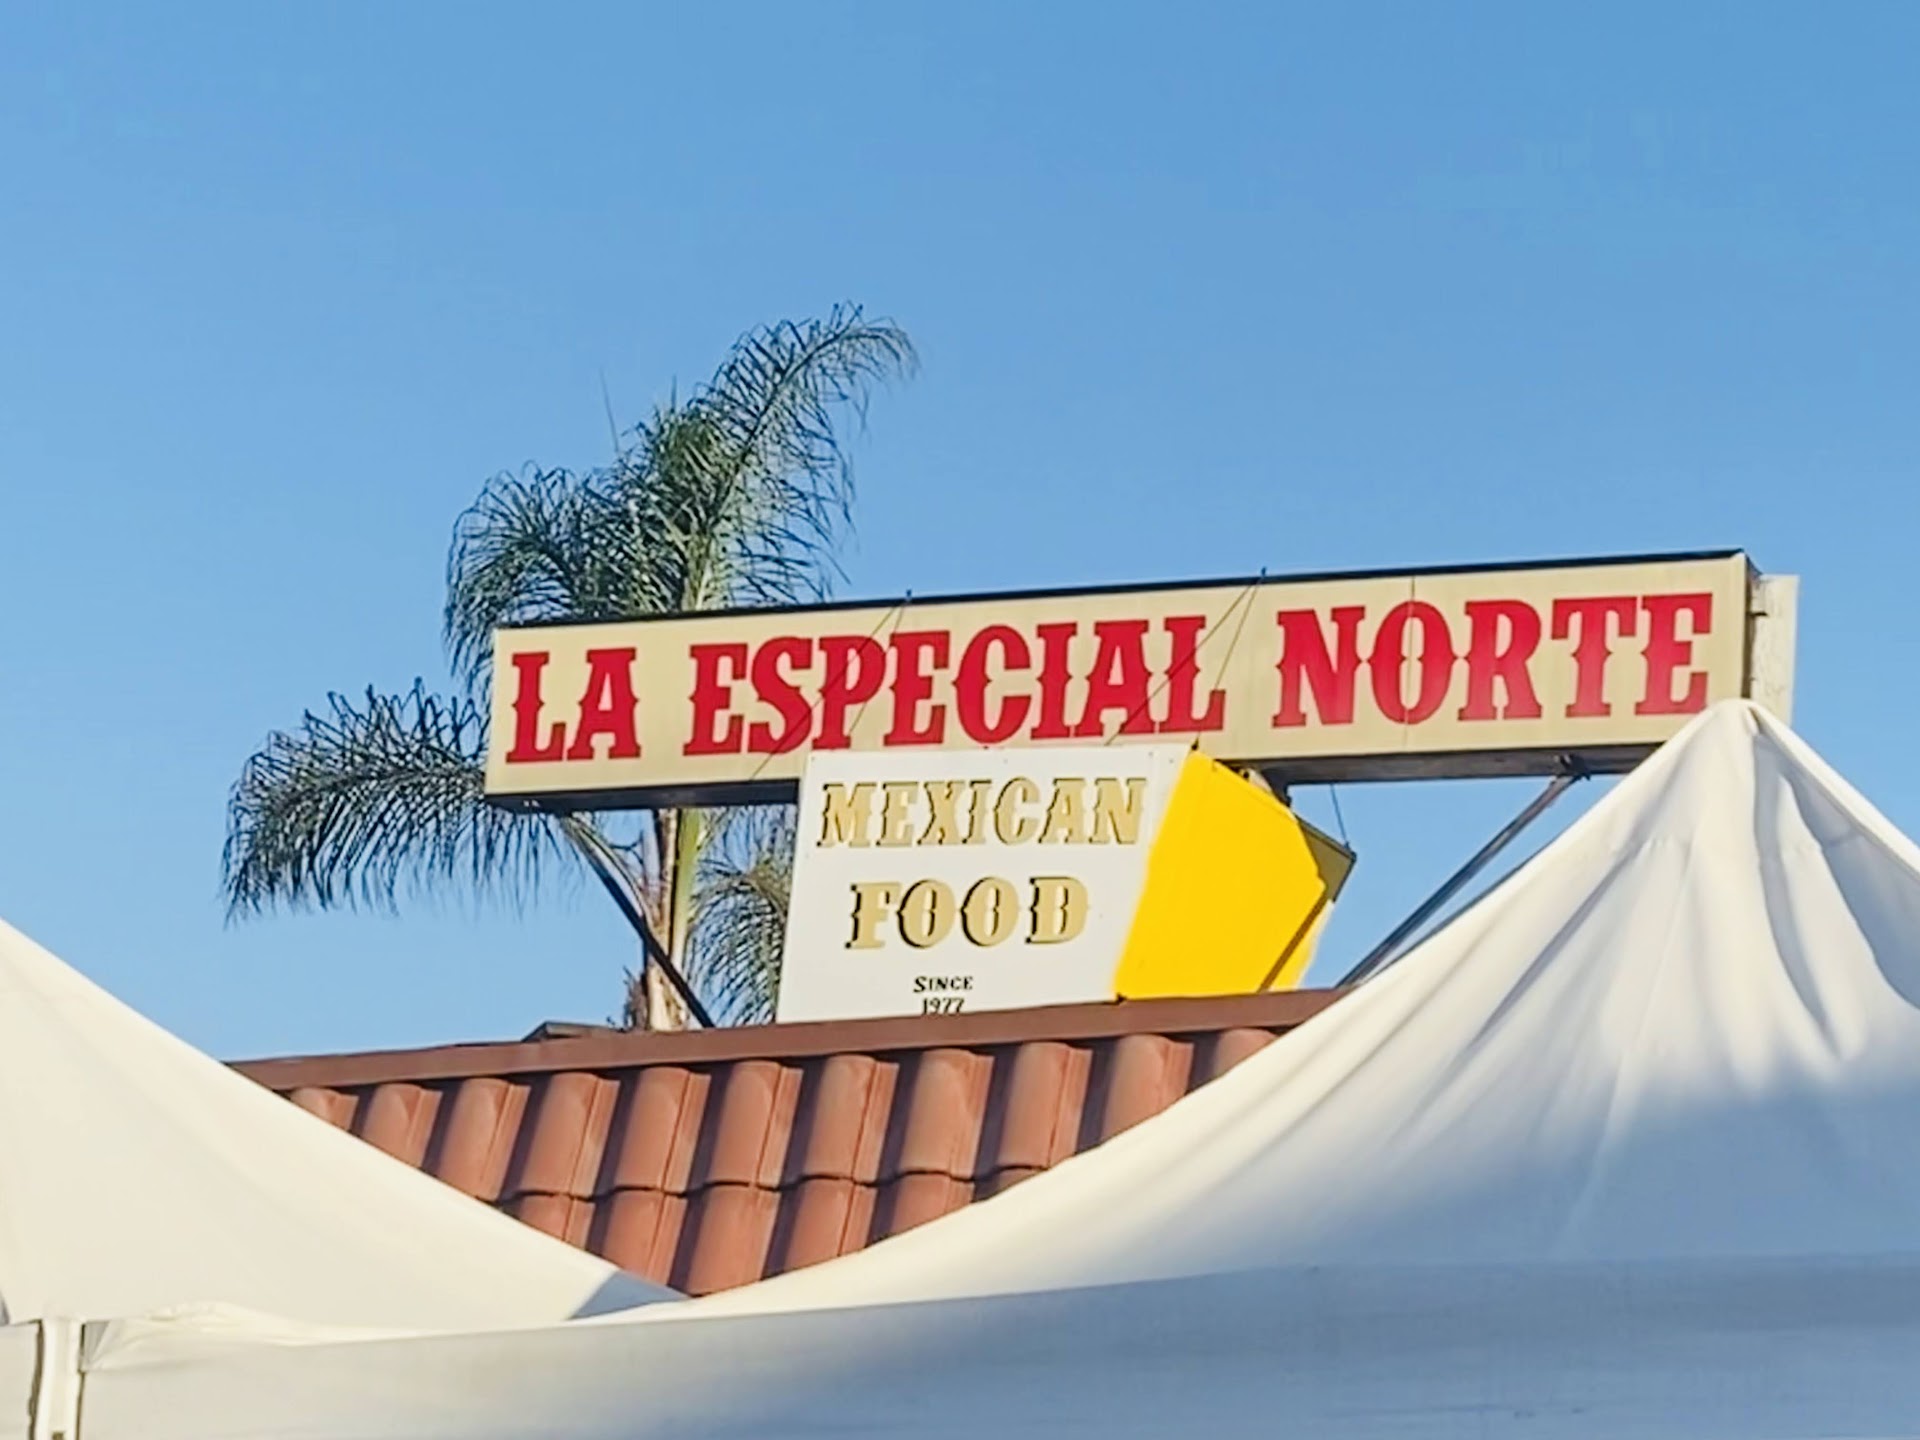 LA ESPECIAL NORTE
MEXICAN
FOOD
SINCE
1977